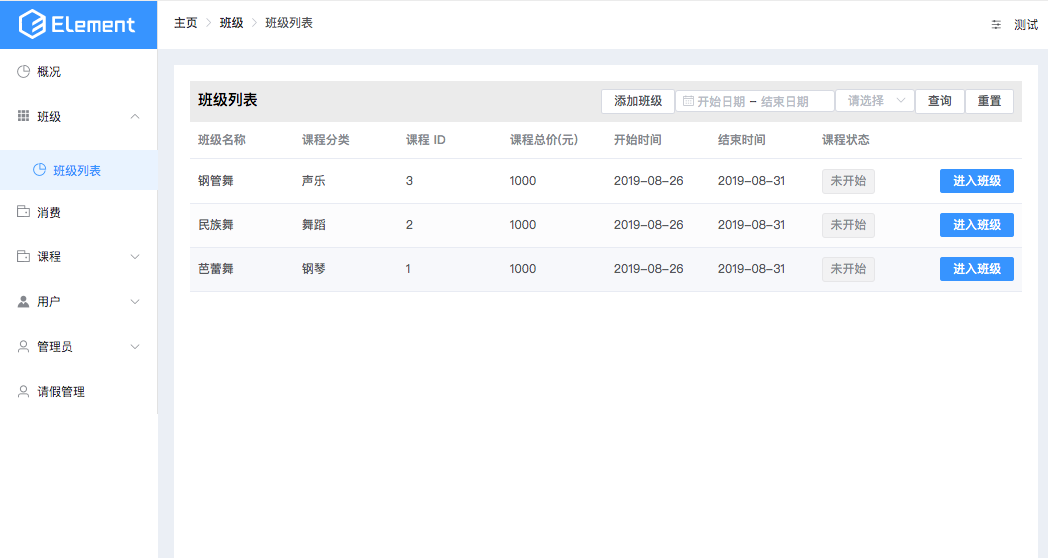 Element
主页 班级 班级列表
测试
概况
班级
班级列表
消费
课程
用户
管理员
请假管理
班级列表
添加班级 开始日期 - 结束日期 请选择 查询 重置
班级名称 课程分类 课程 ID 课程总价(元) 开始时间 结束时间 课程状态
钢管舞 声乐 3 1000 2019-08-26 2019-08-31 未开始 进入班级
民族舞 舞蹈 2 1000 2019-08-26 2019-08-31 未开始 进入班级
芭蕾舞 钢琴 1 1000 2019-08-26 2019-08-31 未开始 进入班级